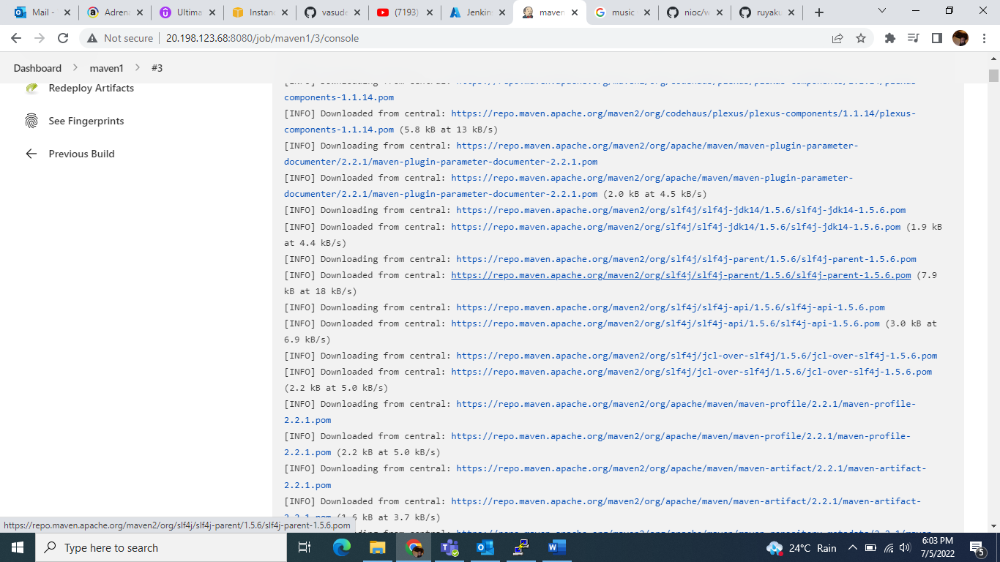 Mail -
Adrena
Ultima
Instanc
vasude
(7193)
Jenkin
maven
music
nioc/w
ruyaku
Not secure
20.198.123.68:8080/job/maven1/3/console
Dashboard
maven1
#3
Redeploy Artifacts
See Fingerprints
Previous Build
[INFO] Downloading from central: https://repo.maven.apache.org/maven2/org/codehaus/plexus/plexus-components/1.1.14/plexus-
components-1.1.14.pom
[INFO] Downloaded from central: https://repo.maven.apache.org/maven2/org/codehaus/plexus/plexus-components/1.1.14/plexus-
components-1.1.14.pom (5.8 kB at 13 kB/s)
[INFO] Downloading from central: https://repo.maven.apache.org/maven2/org/apache/maven/maven-plugin-parameter-
documenter/2.2.1/maven-plugin-parameter-documenter-2.2.1.pom
[INFO] Downloaded from central: https://repo.maven.apache.org/maven2/org/apache/maven/maven-plugin-parameter-
documenter/2.2.1/maven-plugin-parameter-documenter-2.2.1.pom (2.0 kB at 4.5 kB/s)
[INFO] Downloading from central: https://repo.maven.apache.org/maven2/org/slf4j/slf4j-jdk14/1.5.6/slf4j-jdk14-1.5.6.pom
[INFO] Downloaded from central: https://repo.maven.apache.org/maven2/org/slf4j/slf4j-jdk14/1.5.6/slf4j-jdk14-1.5.6.pom (1.9 kB
at 4.4 kB/s)
[INFO] Downloading from central: https://repo.maven.apache.org/maven2/org/slf4j/slf4j-parent/1.5.6/slf4j-parent-1.5.6.pom
[INFO] Downloaded from central: https://repo.maven.apache.org/maven2/org/slf4j/slf4j-parent/1.5.6/slf4j-parent-1.5.6.pom (7.9
kB at 18 kB/s)
[INFO] Downloading from central: https://repo.maven.apache.org/maven2/org/slf4j/slf4j-api/1.5.6/slf4j-api-1.5.6.pom
[INFO] Downloaded from central: https://repo.maven.apache.org/maven2/org/slf4j/slf4j-api/1.5.6/slf4j-api-1.5.6.pom (3.0 kB at
6.9 kB/s)
[INFO] Downloading from central: https://repo.maven.apache.org/maven2/org/slf4j/jcl-over-slf4j/1.5.6/jcl-over-slf4j-1.5.6.pom
[INFO] Downloaded from central: https://repo.maven.apache.org/maven2/org/slf4j/jcl-over-slf4j/1.5.6/jcl-over-slf4j-1.5.6.pom
(2.2 kB at 5.0 kB/s)
[INFO] Downloading from central: https://repo.maven.apache.org/maven2/org/apache/maven/maven-profile/2.2.1/maven-profile-
2.2.1.pom
[INFO] Downloaded from central: https://repo.maven.apache.org/maven2/org/apache/maven/maven-profile/2.2.1/maven-profile-
2.2.1.pom (2.2 kB at 5.0 kB/s)
[INFO] Downloading from central: https://repo.maven.apache.org/maven2/org/apache/maven/maven-artifact/2.2.1/maven-artifact-
2.2.1.pom
[INFO] Downloaded from central: https://repo.maven.apache.org/maven2/org/apache/maven/maven-artifact/2.2.1/maven-artifact-
2.2.1.pom (1.6 kB at 3.7 kB/s)
https://repo.maven.apache.org/maven2/org/slf4j/slf4j-parent/1.5.6/slf4j-parent-1.5.6.pom
Type here to search
24°C Rain
6:03 PM
7/5/2022
5